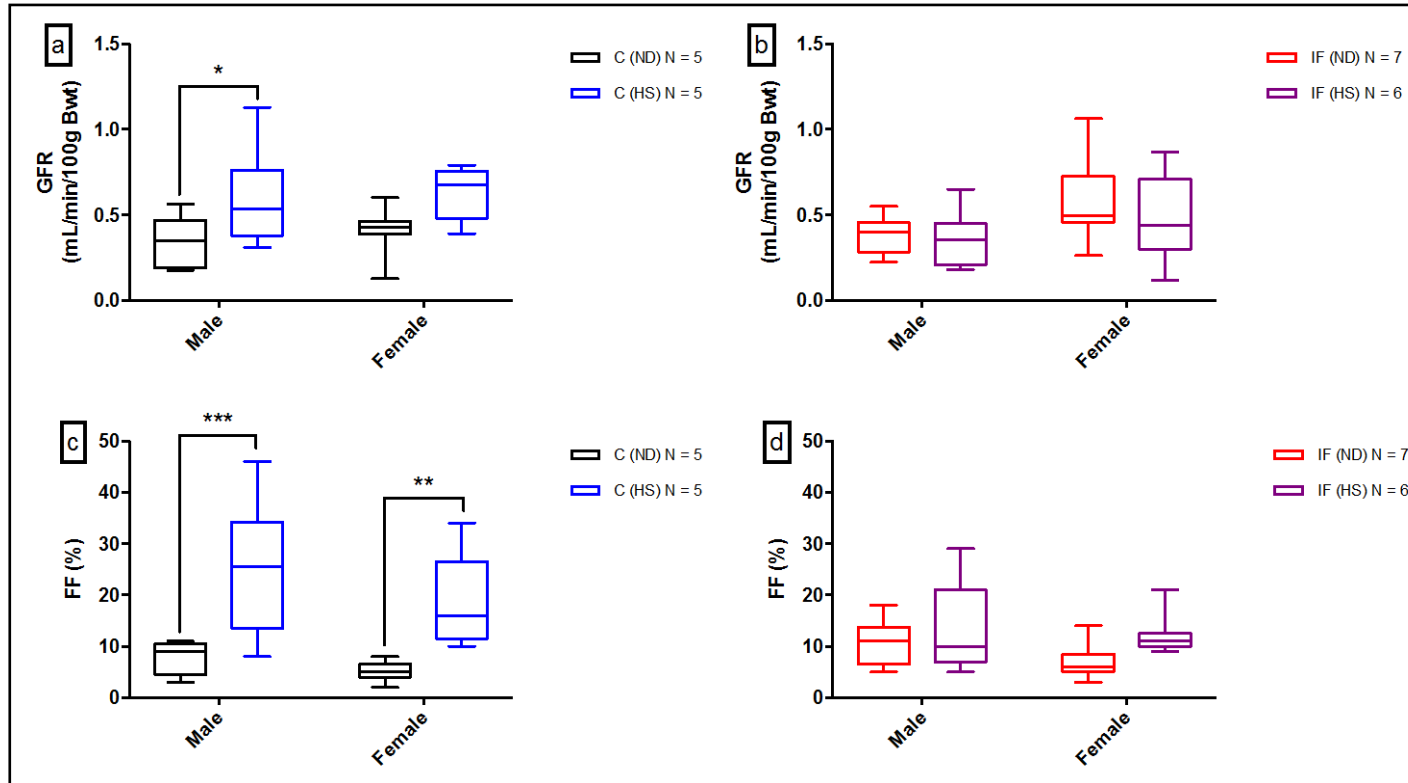 a
GFR
(mL/min/100g Bwt)
1.5
1.0
0.5
0.0
*
Male
Female
C (ND) N = 5
C (HS) N = 5
b
GFR
(mL/min/100g Bwt)
1.5
1.0
0.5
0.0
Male
Female
IF (ND) N = 7
IF (HS) N = 6
c
FF (%)
50
40
30
20
10
0
***
**
Male
Female
C (ND) N = 5
C (HS) N = 5
d
FF (%)
50
40
30
20
10
0
Male
Female
IF (ND) N = 7
IF (HS) N = 6